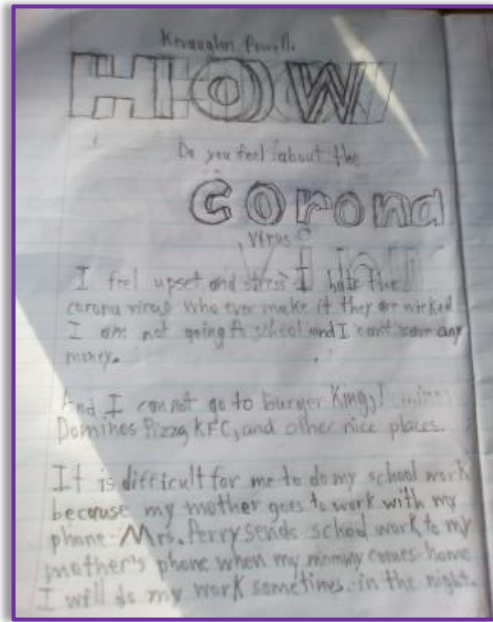 Kevaughn Powell
HOW
Do you feel about the
corona
virus
I feel upset and stress I hate the
corona virus who ever make it they are wicked
I am not going to school and I can't save any
money.
And I can not go to burger King,
Dominos Pizza KFC, and other nice places.
It is difficult for me to do my school work
because my mother goes to work with my
phone. Mrs. Perry sends school work to my
mother's phone when my mommy comes home
I will do my work sometimes in the night.